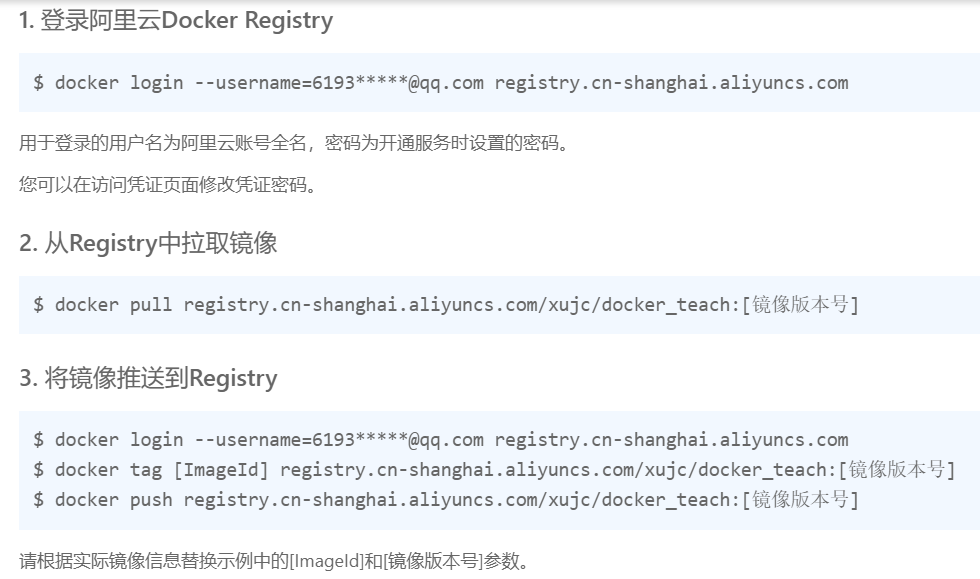 1. 登录阿里云Docker Registry
$ docker login --username=6193*****@qq.com registry.cn-shanghai.aliyuncs.com
用于登录的用户名为阿里云账号全名，密码为开通服务时设置的密码。
您可以在访问凭证页面修改凭证密码。
2. 从Registry中拉取镜像
$ docker pull registry.cn-shanghai.aliyuncs.com/xujc/docker_teach:[镜像版本号]
3. 将镜像推送到Registry
$ docker login --username=6193*****@qq.com registry.cn-shanghai.aliyuncs.com
$ docker tag [ImageId] registry.cn-shanghai.aliyuncs.com/xujc/docker_teach:[镜像版本号]
$ docker push registry.cn-shanghai.aliyuncs.com/xujc/docker_teach:[镜像版本号]
请根据实际镜像信息替换示例中的[ImageId]和[镜像版本号]参数。